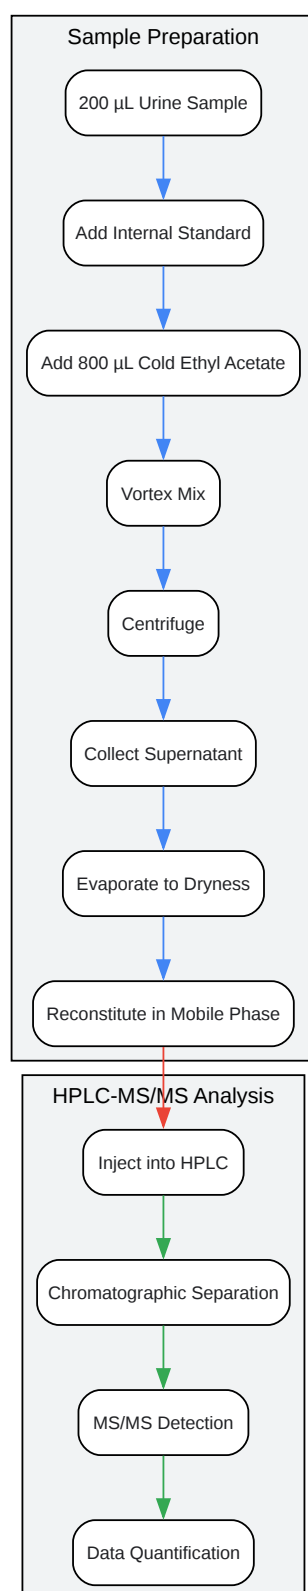 Sample Preparation
200 µL Urine Sample
Add Internal Standard
Add 800 µL Cold Ethyl Acetate
Vortex Mix
Centrifuge
Collect Supernatant
Evaporate to Dryness
Reconstitute in Mobile Phase
HPLC-MS/MS Analysis
Inject into HPLC
Chromatographic Separation
MS/MS Detection
Data Quantification